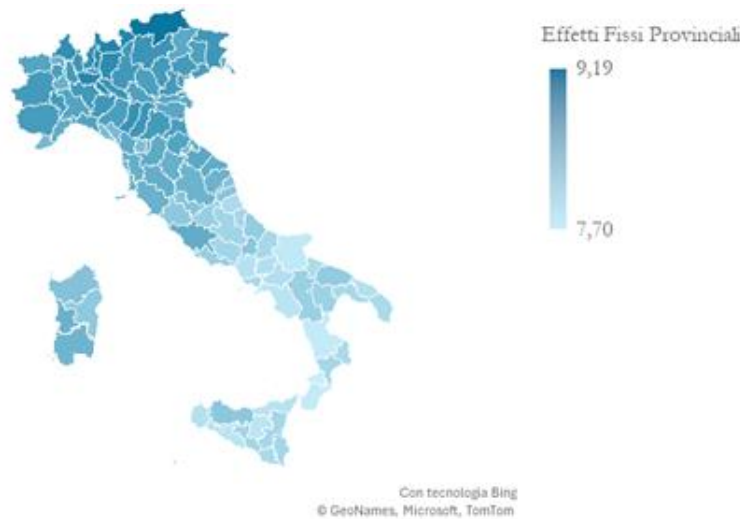 Effetti Fissi Provinciali
9,19
7,70
Con tecnologia Bing
© GeoNames, Microsoft, TomTom